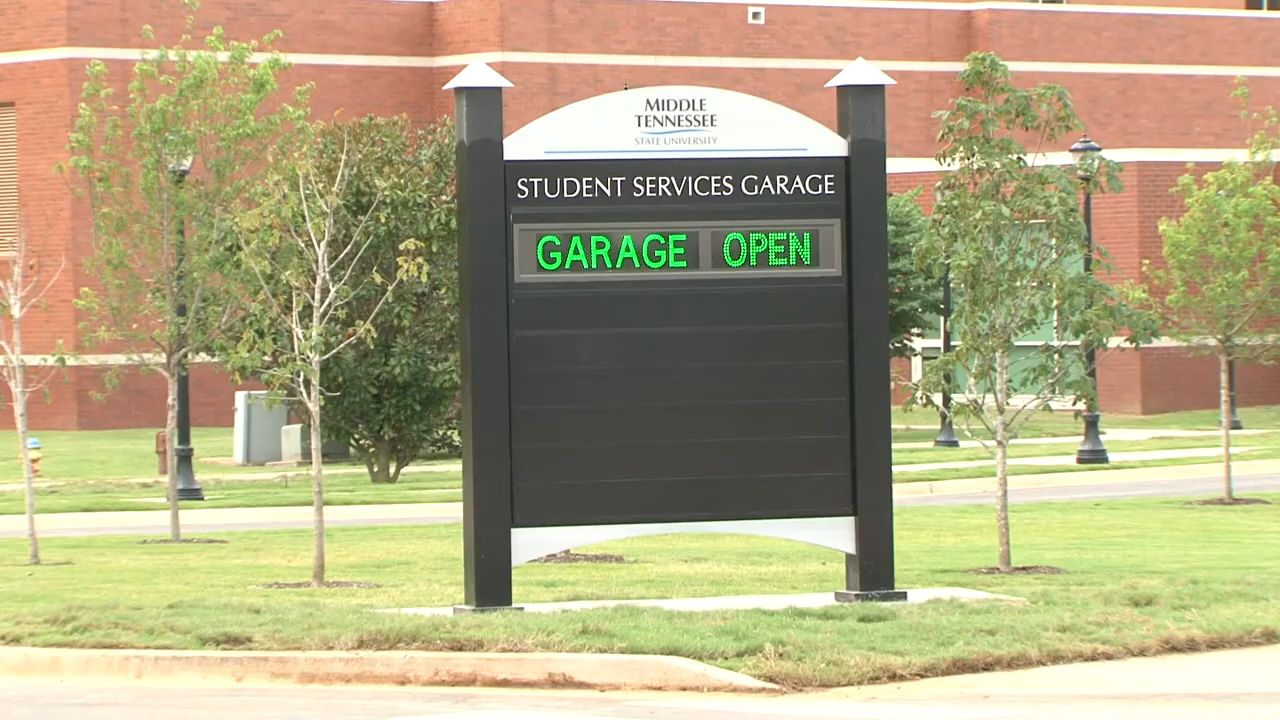 MIDDLE
TENNESSEE
STATE UNIVERSITY
STUDENT SERVICES GARAGE
GARAGE OPEN